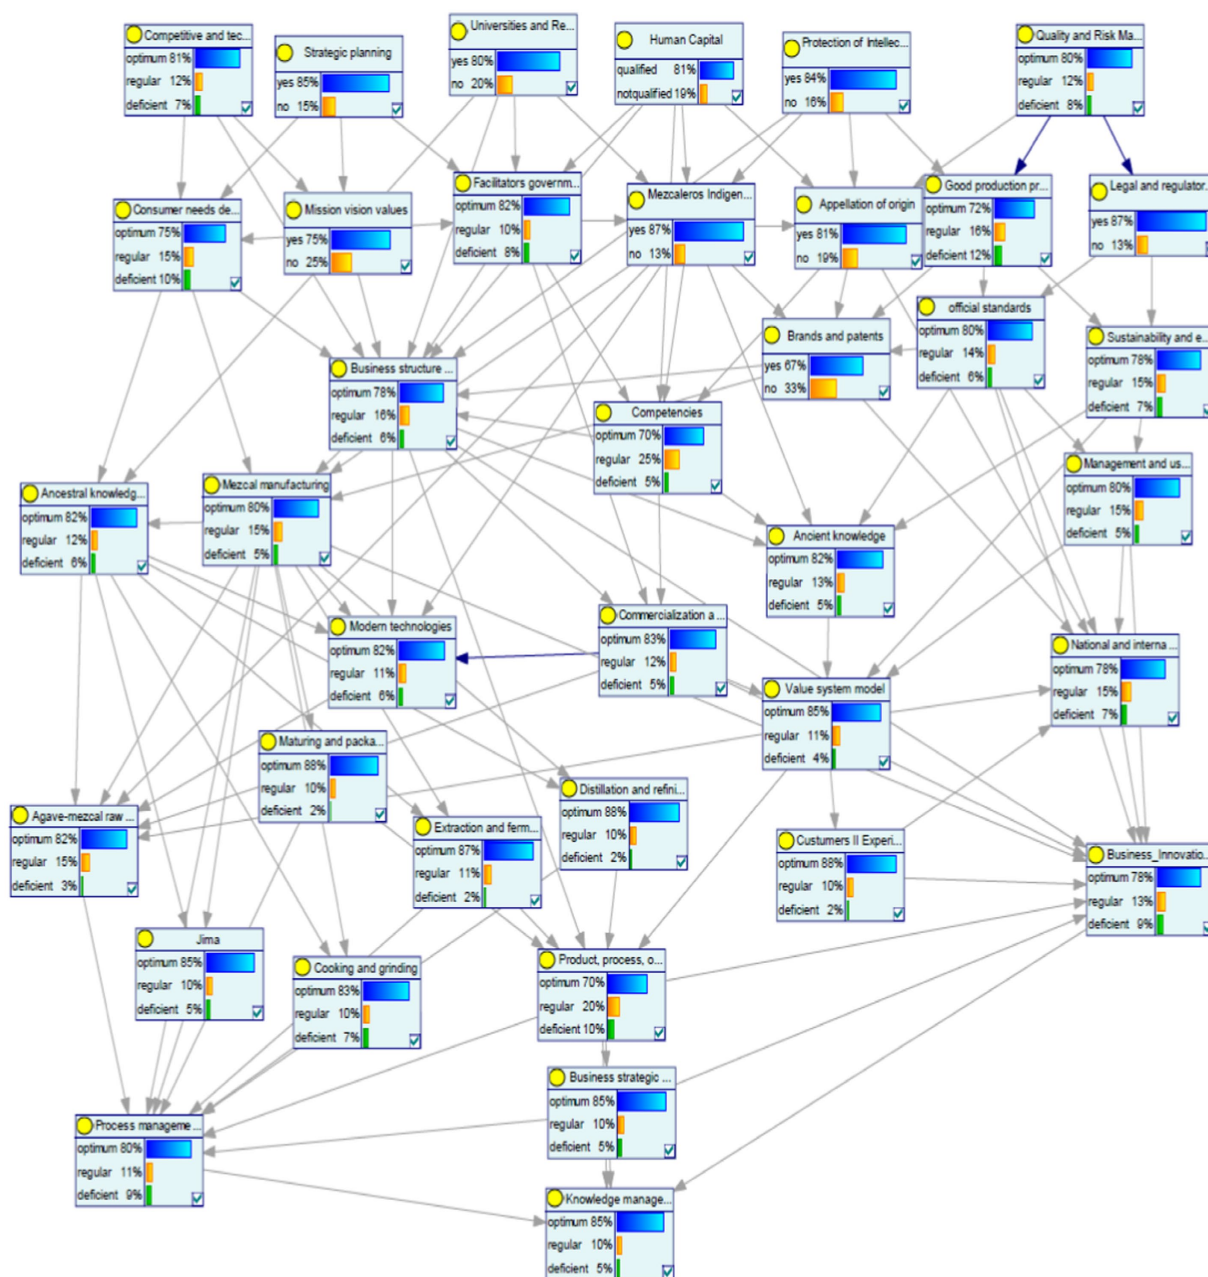 Competitive and tec...
optimum 81%
regular 12%
deficient 7%
Strategic planning
yes 85%
no 15%
Universities and Re...
yes 80%
no 20%
Human Capital
qualified 81%
notqualified 19%
Protection of Intellec...
yes 84%
no 16%
Quality and Risk Ma...
optimum 80%
regular 12%
deficient 8%
Consumer needs de...
optimum 75%
regular 15%
deficient 10%
Mission vision values
yes 75%
no 25%
Facilitators governm...
optimum 82%
regular 10%
deficient 8%
Mezcaleros Indigen...
yes 87%
no 13%
Appellation of origin
yes 81%
no 19%
Good production pr...
optimum 72%
regular 16%
deficient 12%
Legal and regulator...
yes 87%
no 13%
Business structure ...
optimum 78%
regular 16%
deficient 6%
Brands and patents
yes 67%
no 33%
official standards
optimum 80%
regular 14%
deficient 6%
Sustainability and e...
optimum 78%
regular 15%
deficient 7%
Competencies
optimum 70%
regular 25%
deficient 5%
Ancestral knowledg...
optimum 82%
regular 12%
deficient 6%
Mezcal manufacturing
optimum 80%
regular 15%
deficient 5%
Management and us...
optimum 80%
regular 15%
deficient 5%
Ancient knowledge
optimum 82%
regular 13%
deficient 5%
Modern technologies
optimum 82%
regular 11%
deficient 6%
Commercialization a ...
optimum 83%
regular 12%
deficient 5%
National and interna ...
optimum 78%
regular 15%
deficient 7%
Value system model
optimum 85%
regular 11%
deficient 4%
Maturing and packa...
optimum 88%
regular 10%
deficient 2%
Distillation and refini...
optimum 88%
regular 10%
deficient 2%
Agave-mezcal raw ...
optimum 82%
regular 15%
deficient 3%
Extraction and ferm...
optimum 87%
regular 11%
deficient 2%
Custumers II Experi...
optimum 88%
regular 10%
deficient 2%
Business_Innovatio...
optimum 78%
regular 13%
deficient 9%
Jima
optimum 85%
regular 10%
deficient 5%
Cooking and grinding
optimum 83%
regular 10%
deficient 7%
Product, process, o...
optimum 70%
regular 20%
deficient 10%
Business strategic ...
optimum 85%
regular 10%
deficient 5%
Process manageme...
optimum 80%
regular 11%
deficient 9%
Knowledge manage...
optimum 85%
regular 10%
deficient 5%